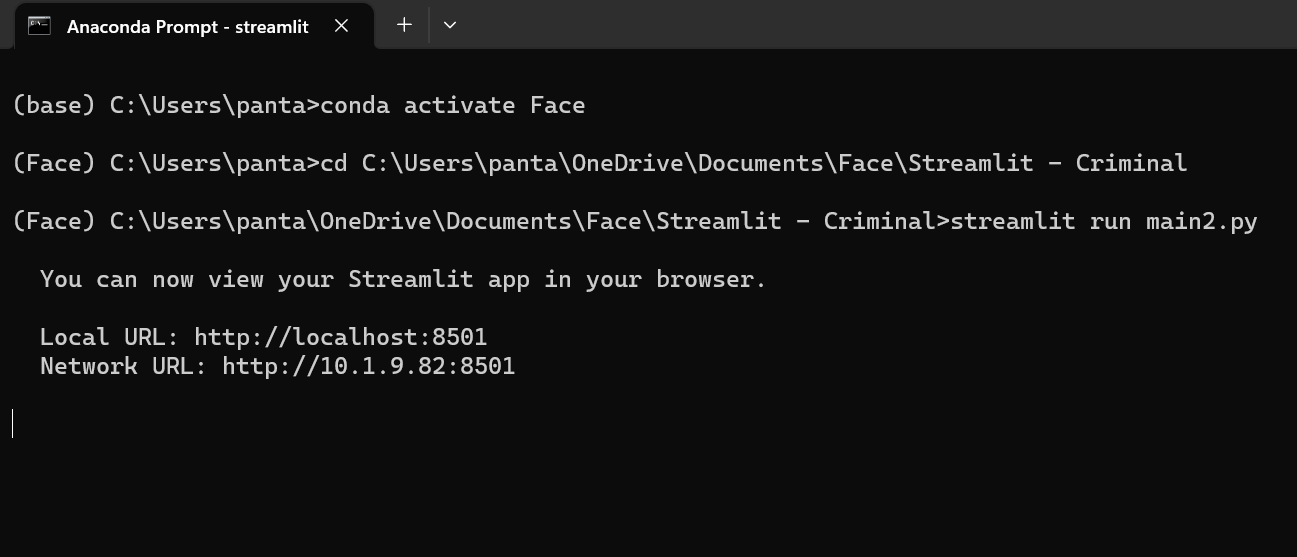 Anaconda Prompt - streamlit
(base) C:\Users\panta>conda activate Face
(Face) C:\Users\panta>cd C:\Users\panta\OneDrive\Documents\Face\Streamlit - Criminal
(Face) C:\Users\panta\OneDrive\Documents\Face\Streamlit - Criminal>streamlit run main2.py
You can now view your Streamlit app in your browser.
Local URL: http://localhost:8501
Network URL: http://10.1.9.82:8501